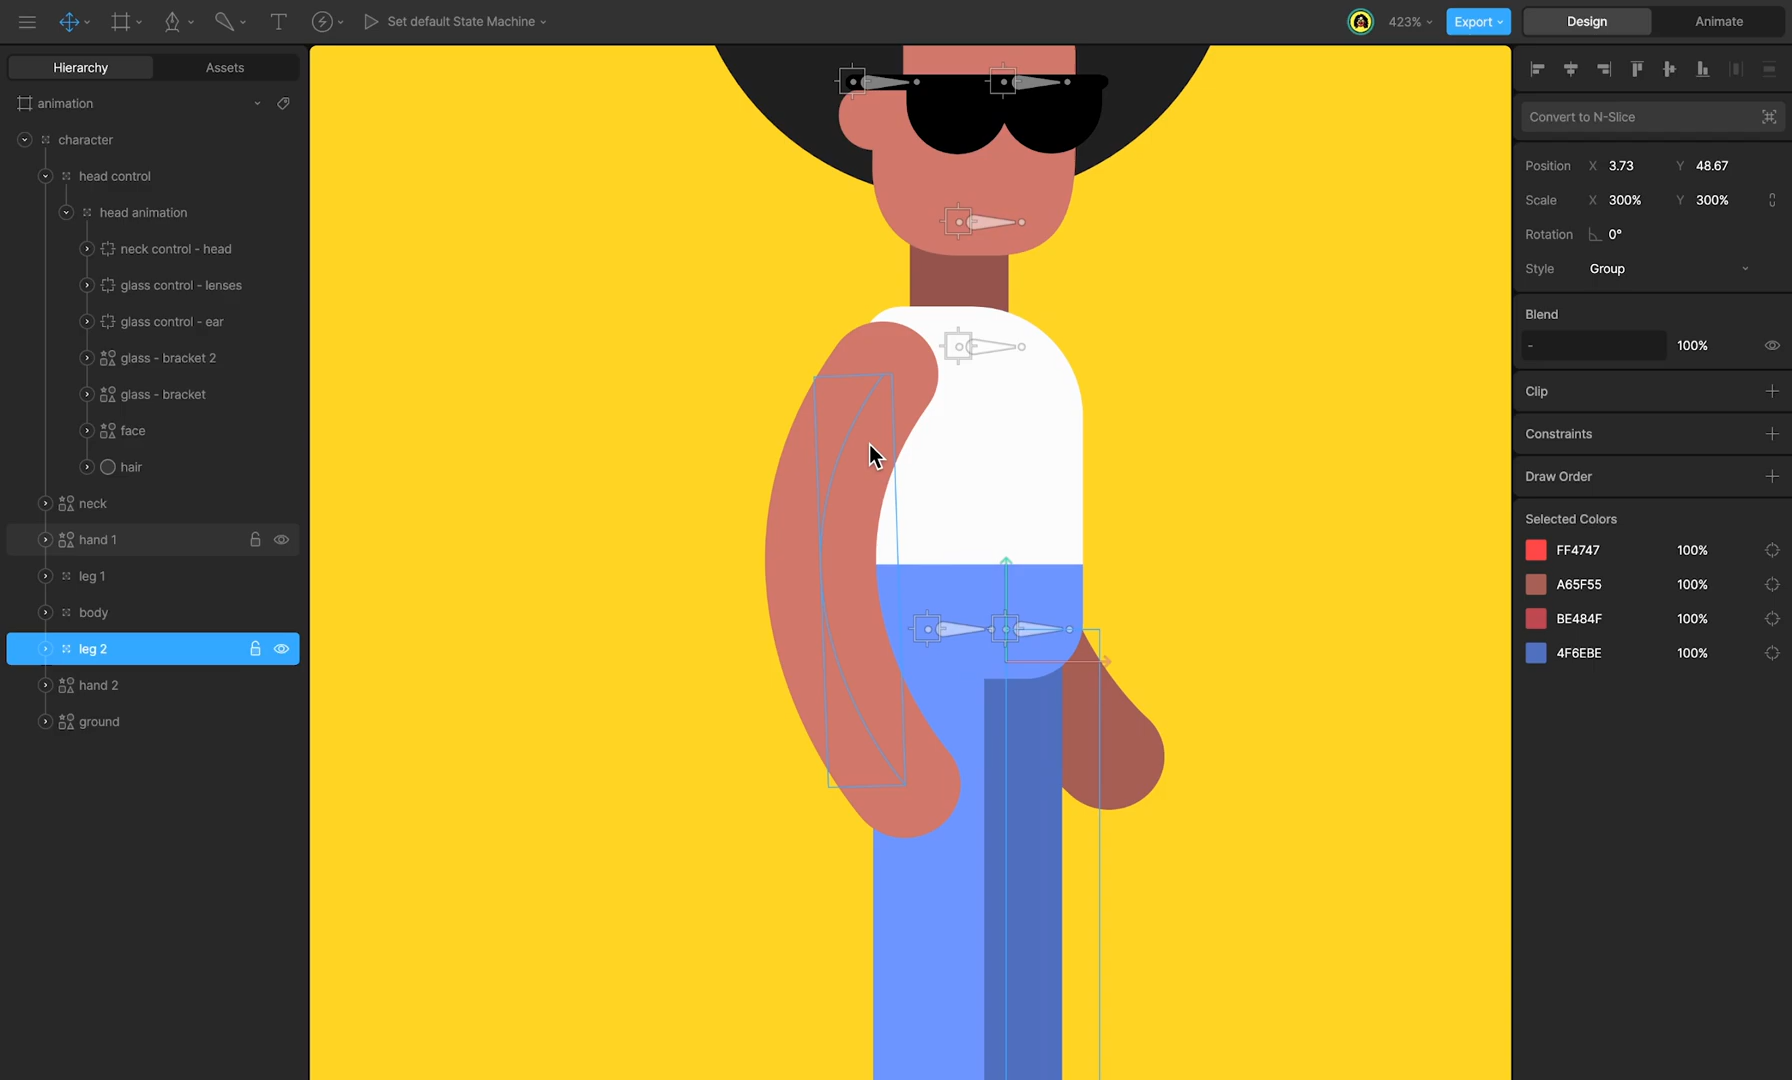 Set default State Machine
423%
Export
Design
Animate
Hierarchy
Assets
animation
character
head control
head animation
neck control - head
glass control - lenses
glass control - ear
glass - bracket 2
glass - bracket
face
hair
neck
hand 1
leg 1
body
leg 2
hand 2
ground
Convert to N-Slice
Position X 3.73 Y 48.67
Scale X 300% Y 300%
Rotation 0°
Style Group
Blend
- 100%
Clip
Constraints
Draw Order
Selected Colors
FF4747 100%
A65F55 100%
BE484F 100%
4F6EBE 100%